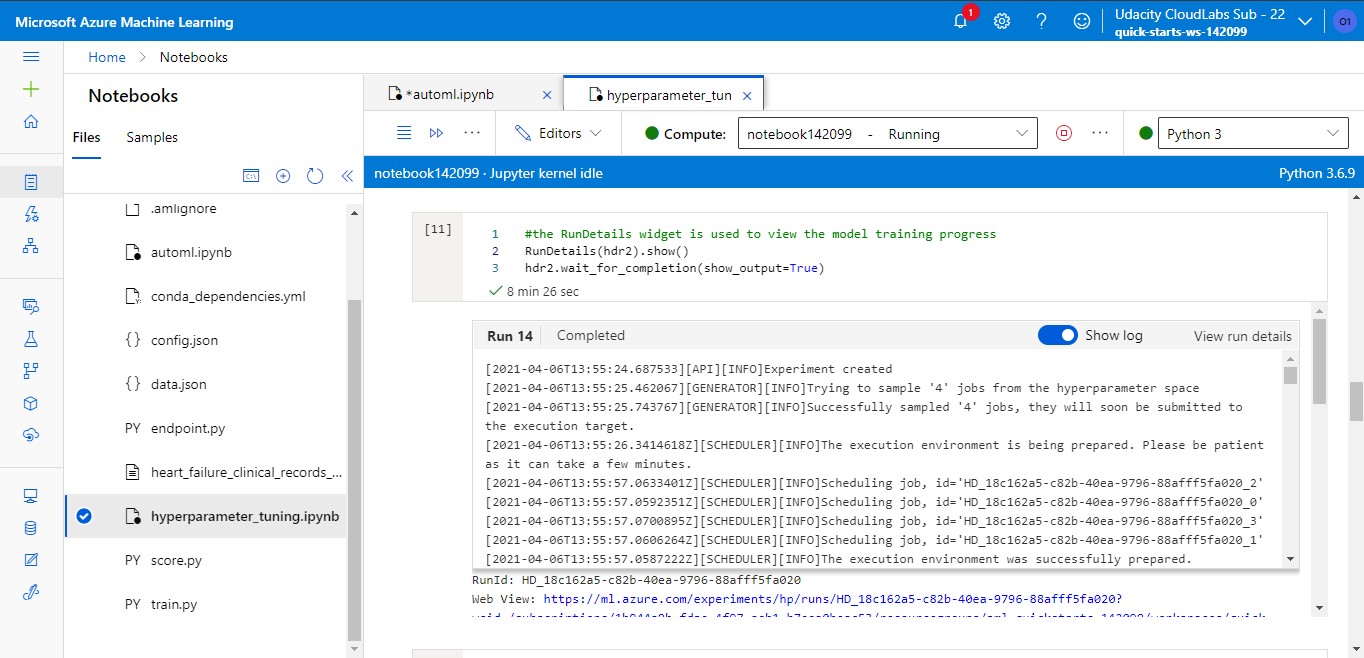 Microsoft Azure Machine Learning
1
Udacity CloudLabs Sub - 22
quick-starts-ws-142099
O1
Home > Notebooks
Notebooks
Files Samples
.amlignore
automl.ipynb
conda_dependencies.yml
{} config.json
{} data.json
PY endpoint.py
heart_failure_clinical_records_...
hyperparameter_tuning.ipynb
PY score.py
PY train.py
*automl.ipynb
hyperparameter_tun
Editors
Compute:
notebook142099 - Running
Python 3
notebook142099 · Jupyter kernel idle
Python 3.6.9
[11]
1 #the RunDetails widget is used to view the model training progress
2 RunDetails(hdr2).show()
3 hdr2.wait_for_completion(show_output=True)
8 min 26 sec
Run 14 Completed Show log View run details
[2021-04-06T13:55:24.687533][API][INFO]Experiment created
[2021-04-06T13:55:25.462067][GENERATOR][INFO]Trying to sample '4' jobs from the hyperparameter space
[2021-04-06T13:55:25.743767][GENERATOR][INFO]Successfully sampled '4' jobs, they will soon be submitted to
the execution target.
[2021-04-06T13:55:26.3414618Z][SCHEDULER][INFO]The execution environment is being prepared. Please be patient
as it can take a few minutes.
[2021-04-06T13:55:57.0633401Z][SCHEDULER][INFO]Scheduling job, id='HD_18c162a5-c82b-40ea-9796-88afff5fa020_2'
[2021-04-06T13:55:57.0592351Z][SCHEDULER][INFO]Scheduling job, id='HD_18c162a5-c82b-40ea-9796-88afff5fa020_0'
[2021-04-06T13:55:57.0700895Z][SCHEDULER][INFO]Scheduling job, id='HD_18c162a5-c82b-40ea-9796-88afff5fa020_3'
[2021-04-06T13:55:57.0606264Z][SCHEDULER][INFO]Scheduling job, id='HD_18c162a5-c82b-40ea-9796-88afff5fa020_1'
[2021-04-06T13:55:57.0587222Z][SCHEDULER][INFO]The execution environment was successfully prepared.
RunId: HD_18c162a5-c82b-40ea-9796-88afff5fa020
Web View: https://ml.azure.com/experiments/hp/runs/HD_18c162a5-c82b-40ea-9796-88afff5fa020?